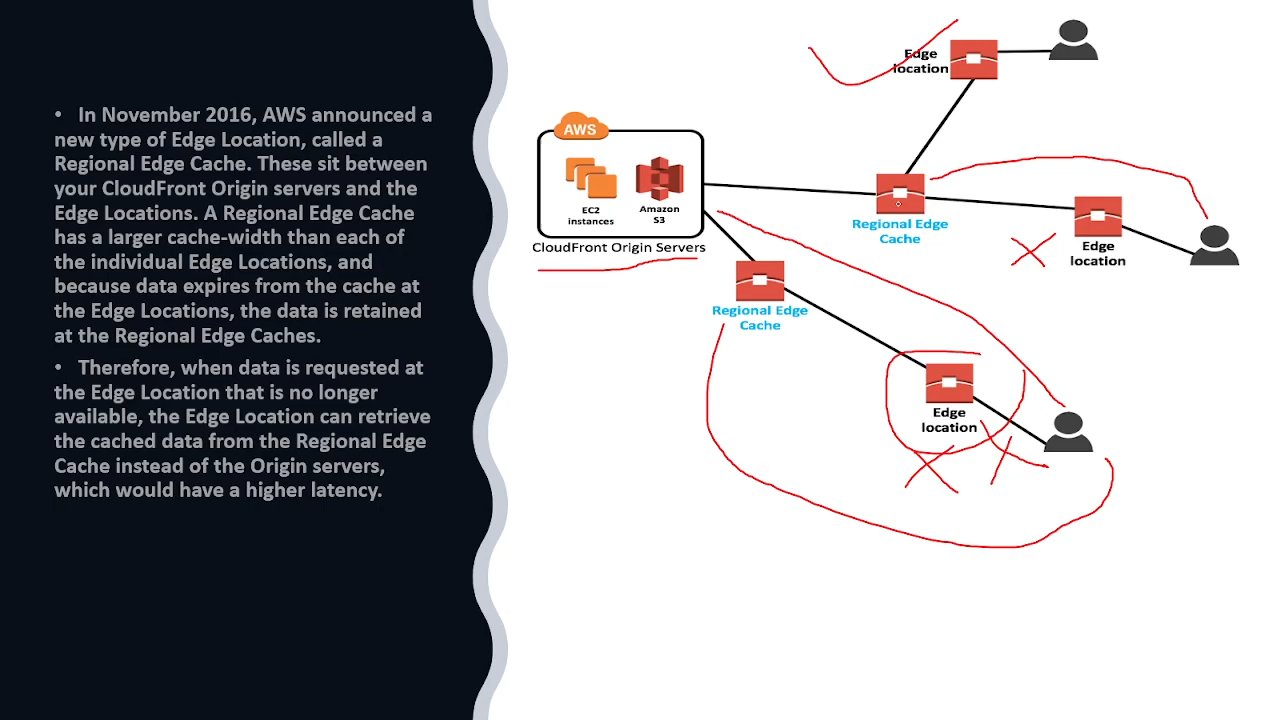 • In November 2016, AWS announced a
new type of Edge Location, called a
Regional Edge Cache. These sit between
your CloudFront Origin servers and the
Edge Locations. A Regional Edge Cache
has a larger cache-width than each of
the individual Edge Locations, and
because data expires from the cache at
the Edge Locations, the data is retained
at the Regional Edge Caches.
• Therefore, when data is requested at
the Edge Location that is no longer
available, the Edge Location can retrieve
the cached data from the Regional Edge
Cache instead of the Origin servers,
which would have a higher latency.
AWS
EC2
instances
Amazon
S3
CloudFront Origin Servers
Edge
location
Regional Edge
Cache
Edge
location
Regional Edge
Cache
Edge
location